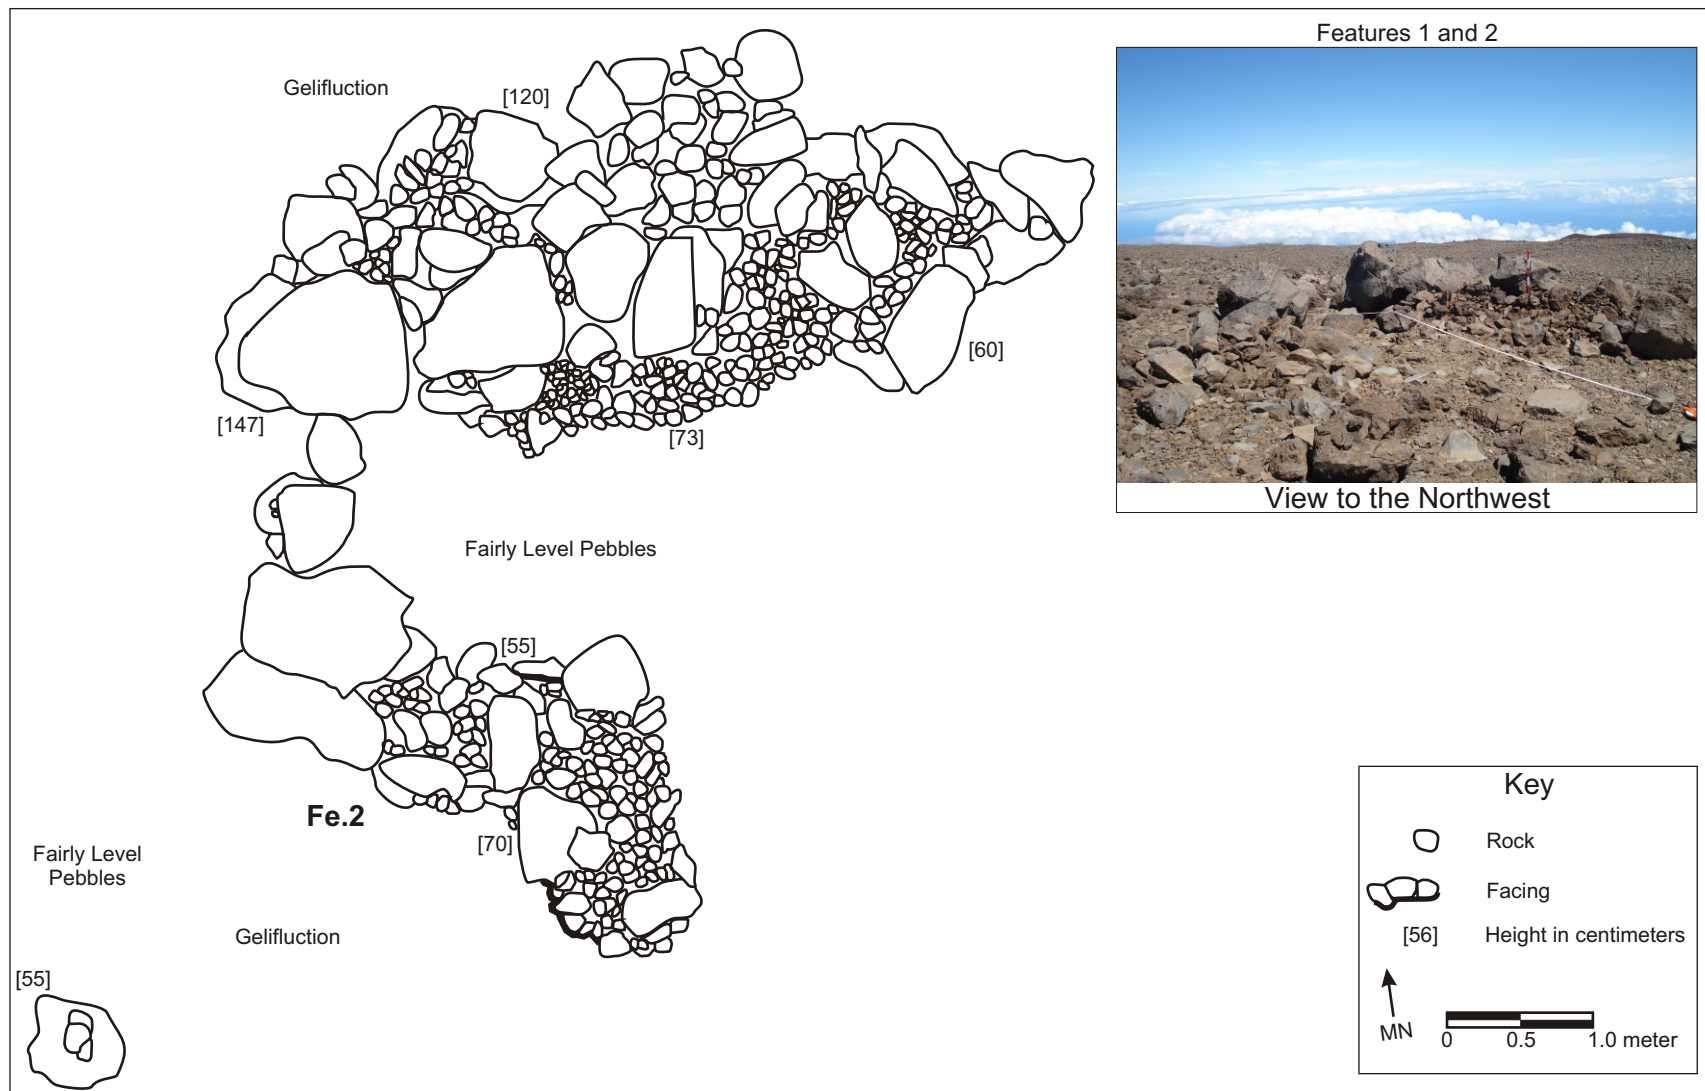 Features 1 and 2
Gelifluction
[120]
[60]
[147]
[73]
View to the Northwest
Fairly Level Pebbles
[55]
Fe.2
[70]
Fairly Level
Pebbles
Gelifluction
[55]
Key
Rock
Facing
[56] Height in centimeters
MN
0 0.5 1.0 meter